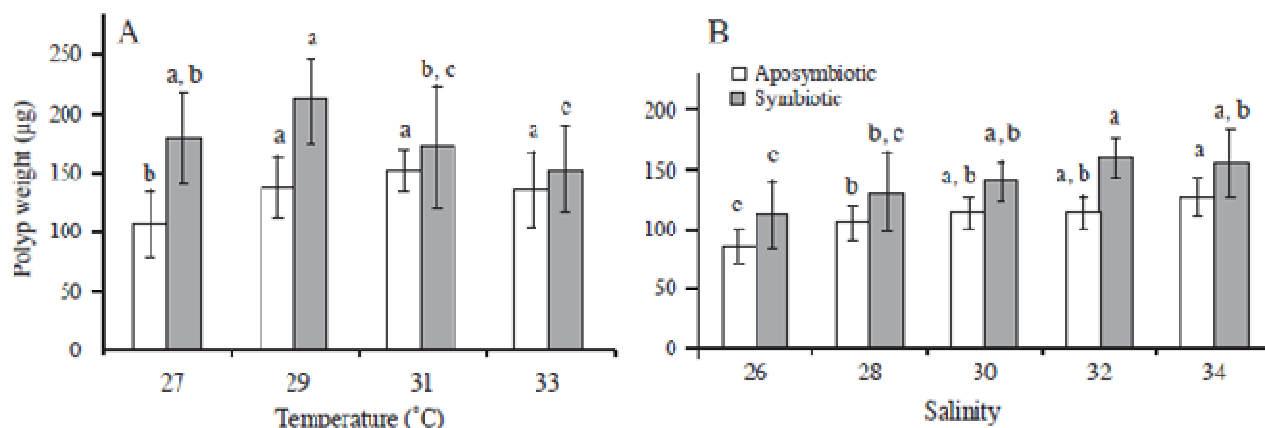 A
250
200
150
100
50
0
Polyp weight (µg)
a, b
a
b, c
c
b
a
a
a
27 29 31 33
Temperature (˚C)
B
Aposymbiotic
Symbiotic
200
150
100
50
0
c
b, c
a, b
a
a, b
c
b
a, b
a, b
a
26 28 30 32 34
Salinity